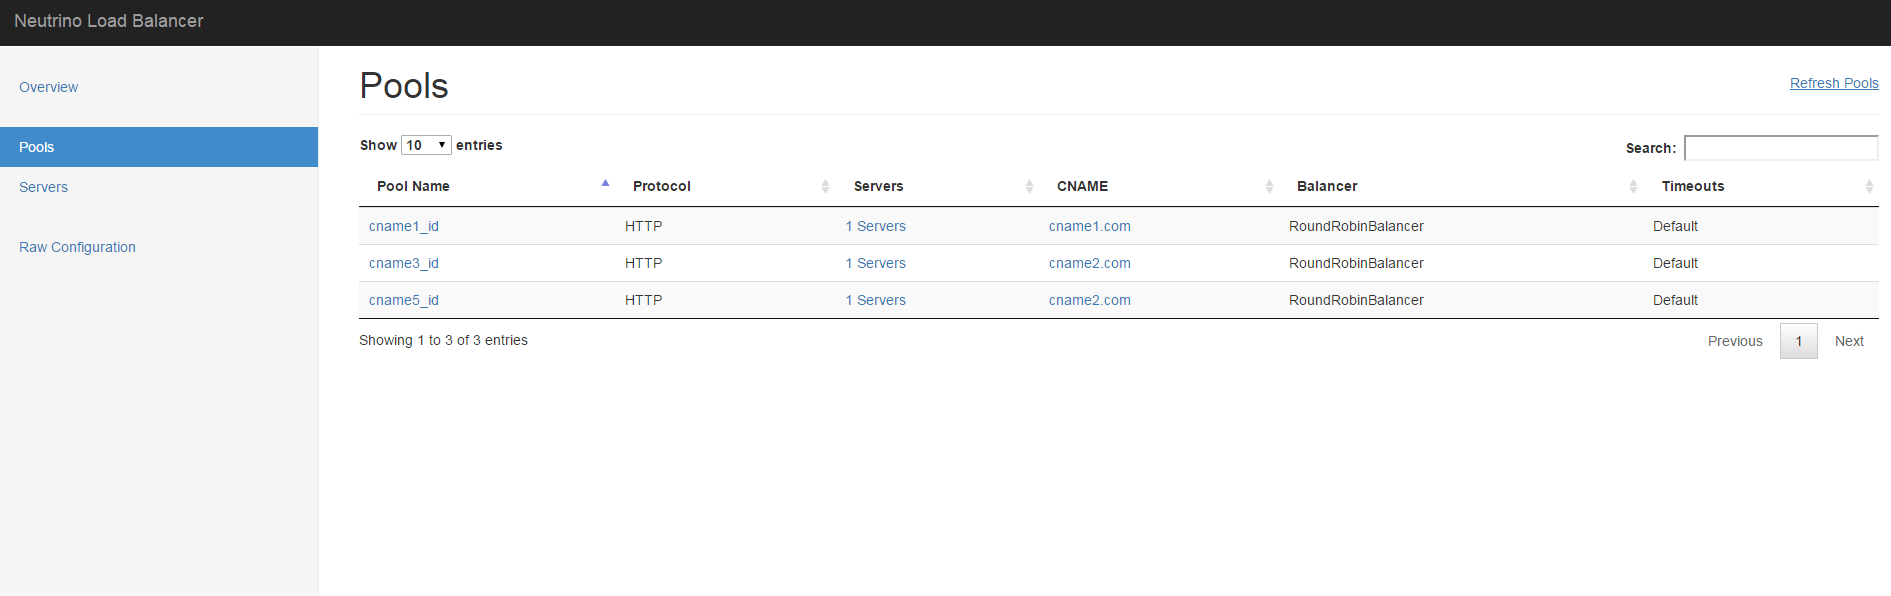 Neutrino Load Balancer
Overview
Pools
Servers
Raw Configuration
Pools
Refresh Pools
Show 10 entries
Search:
Pool Name Protocol Servers CNAME Balancer Timeouts
cname1_id HTTP 1 Servers cname1.com RoundRobinBalancer Default
cname3_id HTTP 1 Servers cname2.com RoundRobinBalancer Default
cname5_id HTTP 1 Servers cname2.com RoundRobinBalancer Default
Showing 1 to 3 of 3 entries
Previous 1 Next